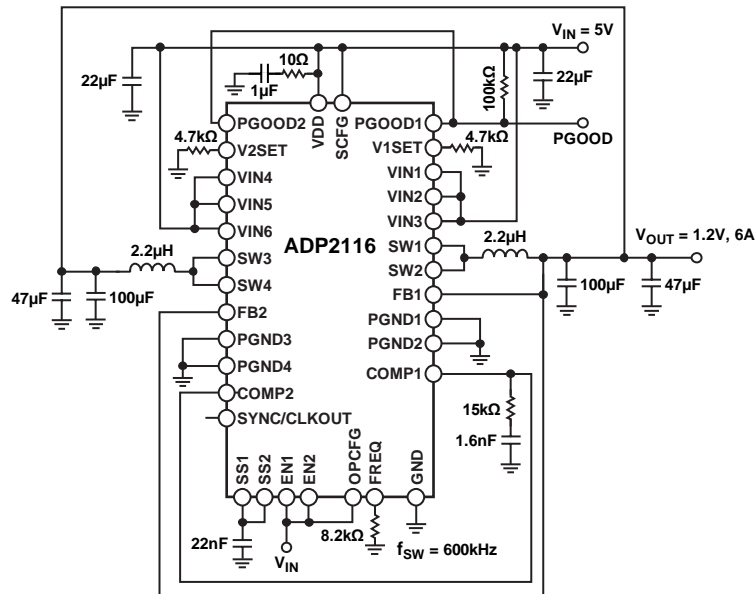 V_IN = 5V
22µF
1µF
10Ω
100kΩ
22µF
PGOOD
VDD
SCFG
PGOOD2
PGOOD1
4.7kΩ
4.7kΩ
V2SET
V1SET
VIN4
VIN1
VIN5
VIN2
VIN6
VIN3
ADP2116
V_OUT = 1.2V, 6A
2.2µH
2.2µH
SW3
SW1
SW4
SW2
47µF
100µF
100µF
47µF
FB2
FB1
PGND3
PGND1
PGND4
PGND2
COMP2
COMP1
SYNC/CLKOUT
15kΩ
1.6nF
SS1
SS2
EN1
EN2
OPCFG
FREQ
GND
22nF
V_IN
8.2kΩ
f_SW = 600kHz